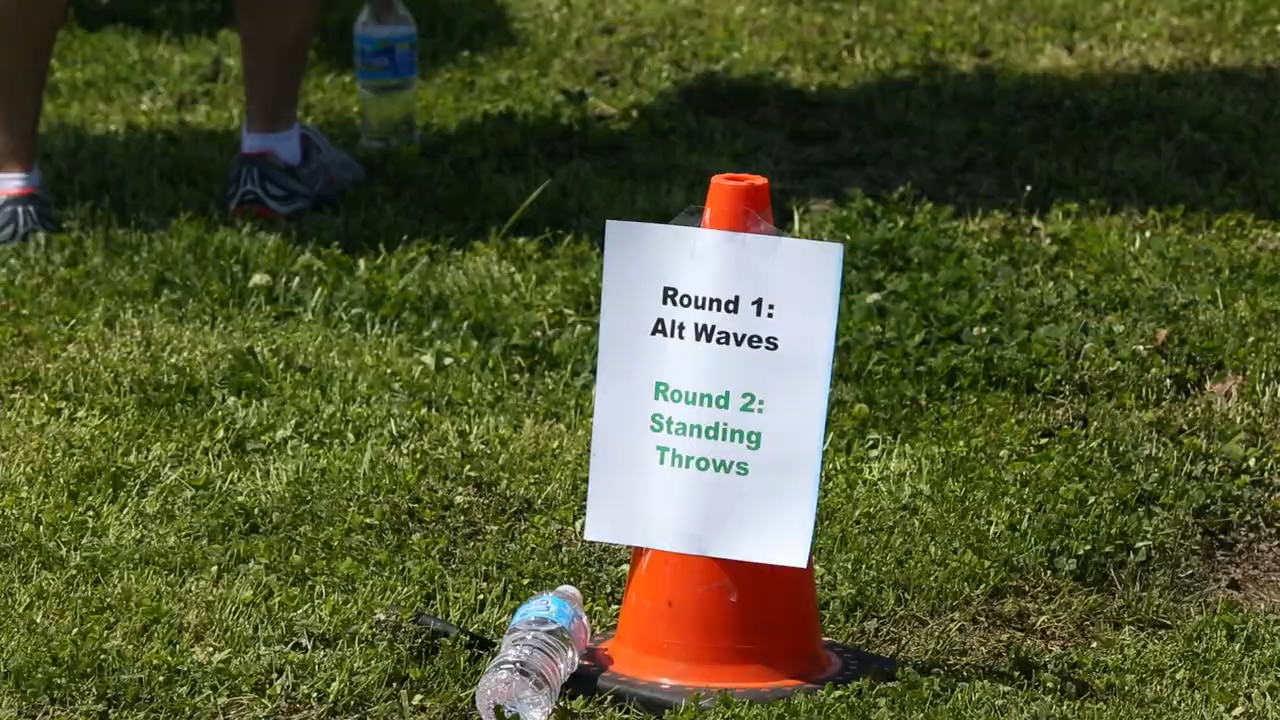 Round 1:
Alt Waves
Round 2:
Standing
Throws